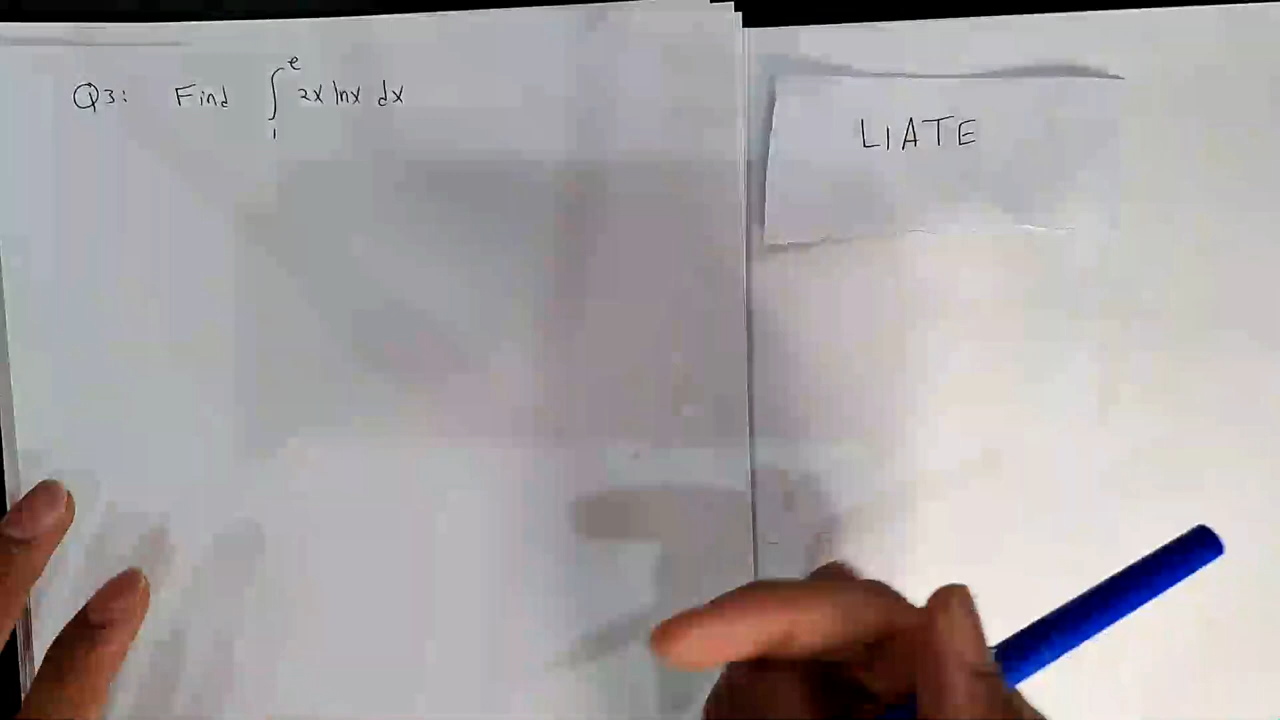 Q3: Find ∫₁ᵉ 2x lnx dx
LIATE